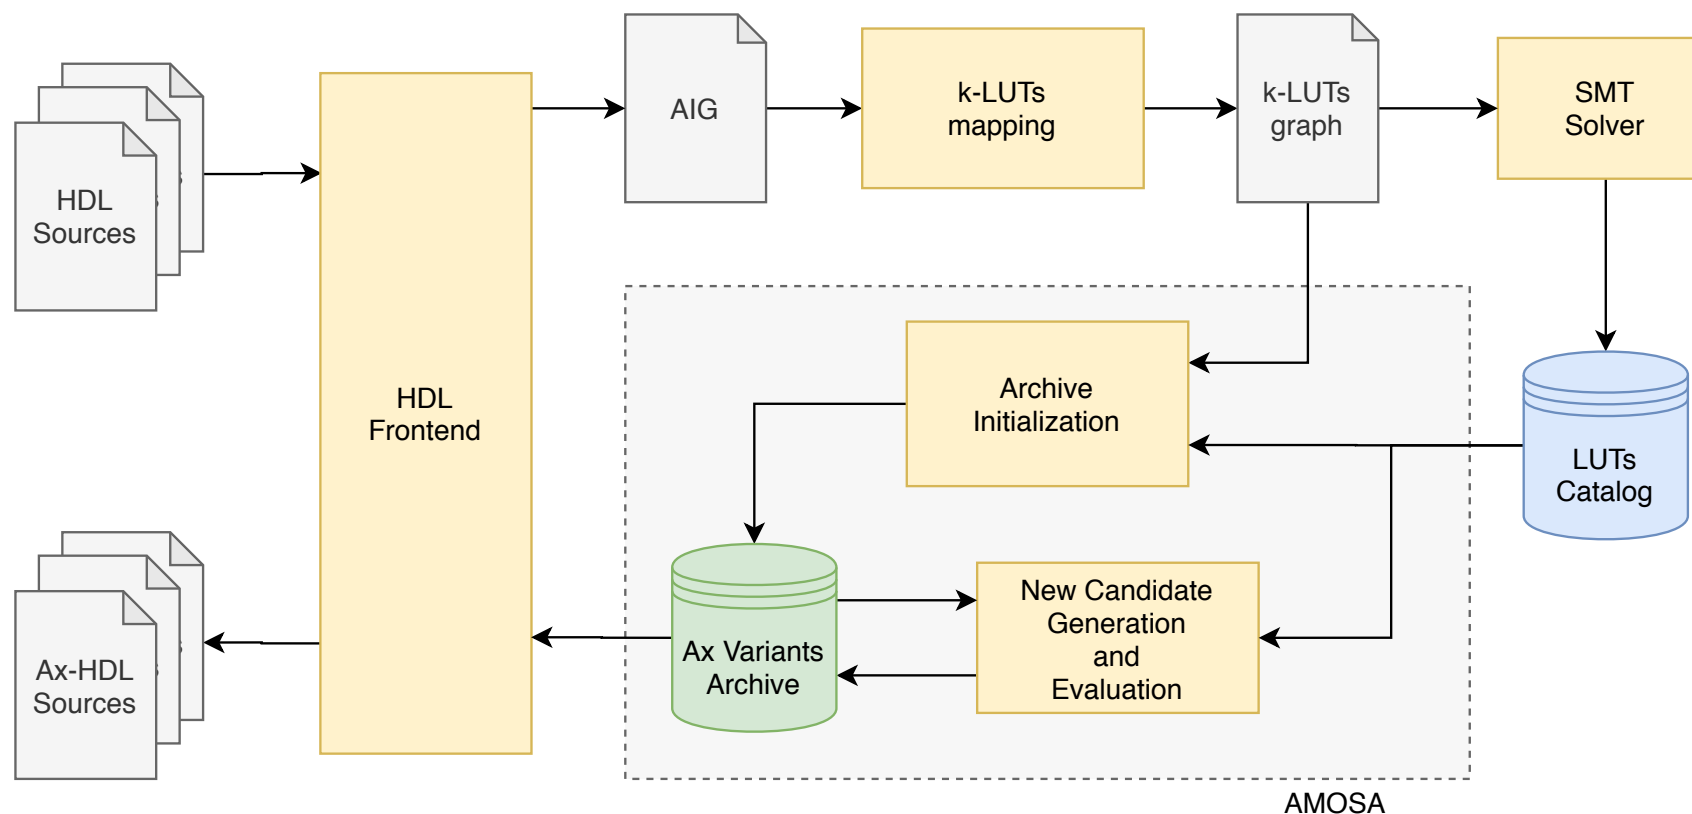 HDL
Sources
HDL
Frontend
AIG
k-LUTs
mapping
k-LUTs
graph
SMT
Solver
Archive
Initialization
LUTs
Catalog
Ax Variants
Archive
New Candidate
Generation
and
Evaluation
Ax-HDL
Sources
AMOSA